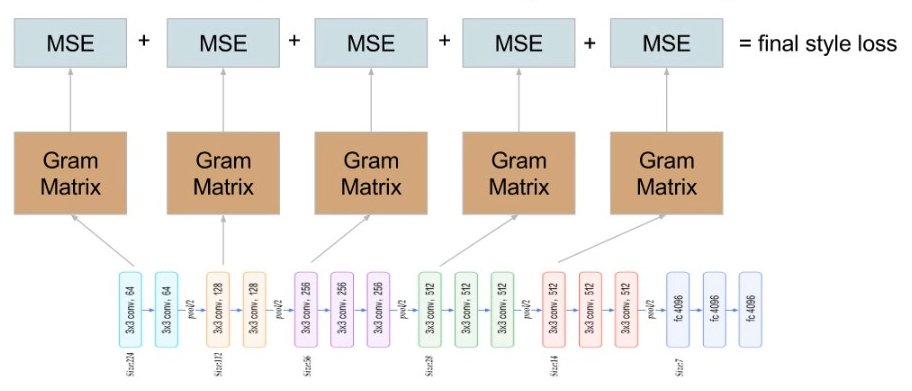 MSE + MSE + MSE + MSE + MSE = final style loss
Gram Matrix
Gram Matrix
Gram Matrix
Gram Matrix
Gram Matrix
3x3 conv, 64
3x3 conv, 64
pool/2
3x3 conv, 128
3x3 conv, 128
pool/2
3x3 conv, 256
3x3 conv, 256
3x3 conv, 256
pool/2
3x3 conv, 512
3x3 conv, 512
3x3 conv, 512
pool/2
3x3 conv, 512
3x3 conv, 512
3x3 conv, 512
pool/2
fc 4096
fc 4096
fc 4096
Size:224
Size:112
Size:56
Size:28
Size:14
Size:7